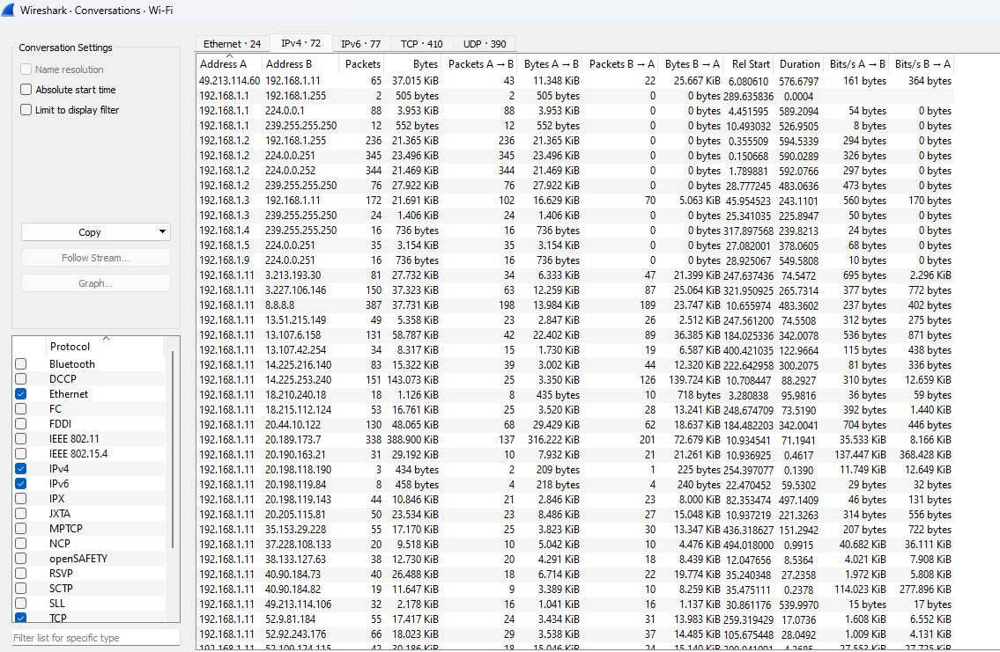 Wireshark · Conversations · Wi-Fi
Conversation Settings
Name resolution
Absolute start time
Limit to display filter
Copy
Follow Stream...
Graph...
Protocol
Bluetooth
DCCP
Ethernet
FC
FDDI
IEEE 802.11
IEEE 802.15.4
IPv4
IPv6
IPX
JXTA
MPTCP
NCP
openSAFETY
RSVP
SCTP
SLL
TCP
Filter list for specific type
Ethernet · 24 IPv4 · 72 IPv6 · 77 TCP · 410 UDP · 390
Address A Address B Packets Bytes Packets A → B Bytes A → B Packets B → A Bytes B → A Rel Start Duration Bits/s A → B Bits/s B → A
49.213.114.60 192.168.1.11 65 37.015 KiB 43 11.348 KiB 22 25.667 KiB 6.080610 576.6797 161 bytes 364 bytes
192.168.1.1 192.168.1.255 2 505 bytes 2 505 bytes 0 0 bytes 289.635836 0.0004
192.168.1.1 224.0.0.1 88 3.953 KiB 88 3.953 KiB 0 0 bytes 4.451595 589.2094 54 bytes 0 bytes
192.168.1.1 239.255.255.250 12 552 bytes 12 552 bytes 0 0 bytes 10.493032 526.9505 8 bytes 0 bytes
192.168.1.2 192.168.1.255 236 21.365 KiB 236 21.365 KiB 0 0 bytes 0.355509 594.5339 294 bytes 0 bytes
192.168.1.2 224.0.0.251 345 23.496 KiB 345 23.496 KiB 0 0 bytes 0.150668 590.0289 326 bytes 0 bytes
192.168.1.2 224.0.0.252 344 21.469 KiB 344 21.469 KiB 0 0 bytes 1.789881 592.0766 297 bytes 0 bytes
192.168.1.2 239.255.255.250 76 27.922 KiB 76 27.922 KiB 0 0 bytes 28.777245 483.0636 473 bytes 0 bytes
192.168.1.3 192.168.1.11 172 21.691 KiB 102 16.629 KiB 70 5.063 KiB 45.954523 243.1101 560 bytes 170 bytes
192.168.1.3 239.255.255.250 24 1.406 KiB 24 1.406 KiB 0 0 bytes 25.341035 225.8947 50 bytes 0 bytes
192.168.1.4 239.255.255.250 16 736 bytes 16 736 bytes 0 0 bytes 317.897568 239.8213 24 bytes 0 bytes
192.168.1.5 224.0.0.251 35 3.154 KiB 35 3.154 KiB 0 0 bytes 27.082001 378.0605 68 bytes 0 bytes
192.168.1.9 224.0.0.251 16 736 bytes 16 736 bytes 0 0 bytes 28.925067 549.5808 10 bytes 0 bytes
192.168.1.11 3.213.193.30 81 27.732 KiB 34 6.333 KiB 47 21.399 KiB 247.637436 74.5472 695 bytes 2.296 KiB
192.168.1.11 3.227.106.146 150 37.323 KiB 63 12.259 KiB 87 25.064 KiB 321.950925 265.7314 377 bytes 772 bytes
192.168.1.11 8.8.8.8 387 37.731 KiB 198 13.984 KiB 189 23.747 KiB 10.655974 483.3602 237 bytes 402 bytes
192.168.1.11 13.51.215.149 49 5.358 KiB 23 2.847 KiB 26 2.512 KiB 247.561200 74.5508 312 bytes 275 bytes
192.168.1.11 13.107.6.158 131 58.787 KiB 42 22.402 KiB 89 36.385 KiB 184.025336 342.0078 536 bytes 871 bytes
192.168.1.11 13.107.42.254 34 8.317 KiB 15 1.730 KiB 19 6.587 KiB 400.421035 122.9664 115 bytes 438 bytes
192.168.1.11 14.225.216.140 83 15.322 KiB 39 3.002 KiB 44 12.320 KiB 222.642958 300.2075 81 bytes 336 bytes
192.168.1.11 14.225.253.240 151 143.073 KiB 25 3.350 KiB 126 139.724 KiB 10.708447 88.2927 310 bytes 12.659 KiB
192.168.1.11 18.210.240.18 18 1.126 KiB 8 435 bytes 10 718 bytes 3.280838 95.9816 36 bytes 59 bytes
192.168.1.11 18.215.112.124 53 16.761 KiB 25 3.520 KiB 28 13.241 KiB 248.674709 73.5190 392 bytes 1.440 KiB
192.168.1.11 20.44.10.122 130 48.065 KiB 68 29.429 KiB 62 18.637 KiB 184.482203 342.0041 704 bytes 446 bytes
192.168.1.11 20.189.173.7 338 388.900 KiB 137 316.222 KiB 201 72.679 KiB 10.934541 71.1941 35.533 KiB 8.166 KiB
192.168.1.11 20.190.163.21 31 29.192 KiB 10 7.932 KiB 21 21.261 KiB 10.936925 0.4617 137.447 KiB 368.428 KiB
192.168.1.11 20.198.118.190 3 434 bytes 2 209 bytes 1 225 bytes 254.397077 0.1390 11.749 KiB 12.649 KiB
192.168.1.11 20.198.119.84 8 458 bytes 4 218 bytes 4 240 bytes 22.470452 59.5302 29 bytes 32 bytes
192.168.1.11 20.198.119.143 44 10.846 KiB 21 2.846 KiB 23 8.000 KiB 82.353474 497.1409 46 bytes 131 bytes
192.168.1.11 20.205.115.81 50 23.534 KiB 23 8.486 KiB 27 15.048 KiB 10.937219 221.3263 314 bytes 556 bytes
192.168.1.11 35.153.29.228 55 17.170 KiB 25 3.823 KiB 30 13.347 KiB 436.318627 151.2942 207 bytes 722 bytes
192.168.1.11 37.228.108.133 20 9.518 KiB 10 5.042 KiB 10 4.476 KiB 494.018000 0.9915 40.682 KiB 36.111 KiB
192.168.1.11 38.133.127.63 38 12.730 KiB 20 4.291 KiB 18 8.439 KiB 12.047656 8.5364 4.021 KiB 7.908 KiB
192.168.1.11 40.90.184.73 40 26.488 KiB 18 6.714 KiB 22 19.774 KiB 35.240348 27.2358 1.972 KiB 5.808 KiB
192.168.1.11 40.90.184.82 19 11.647 KiB 9 3.389 KiB 10 8.259 KiB 35.475111 0.2378 114.023 KiB 277.896 KiB
192.168.1.11 49.213.114.106 32 2.178 KiB 16 1.041 KiB 16 1.137 KiB 30.861176 539.9970 15 bytes 17 bytes
192.168.1.11 52.9.81.184 55 17.417 KiB 24 3.434 KiB 31 13.983 KiB 259.319429 17.0736 1.608 KiB 6.552 KiB
192.168.1.11 52.92.243.176 66 18.023 KiB 29 3.538 KiB 37 14.485 KiB 105.675448 28.0492 1.009 KiB 4.131 KiB
192.168.1.11 52.109.124.115 42 30.186 KiB 18 15.046 KiB 24 15.140 KiB